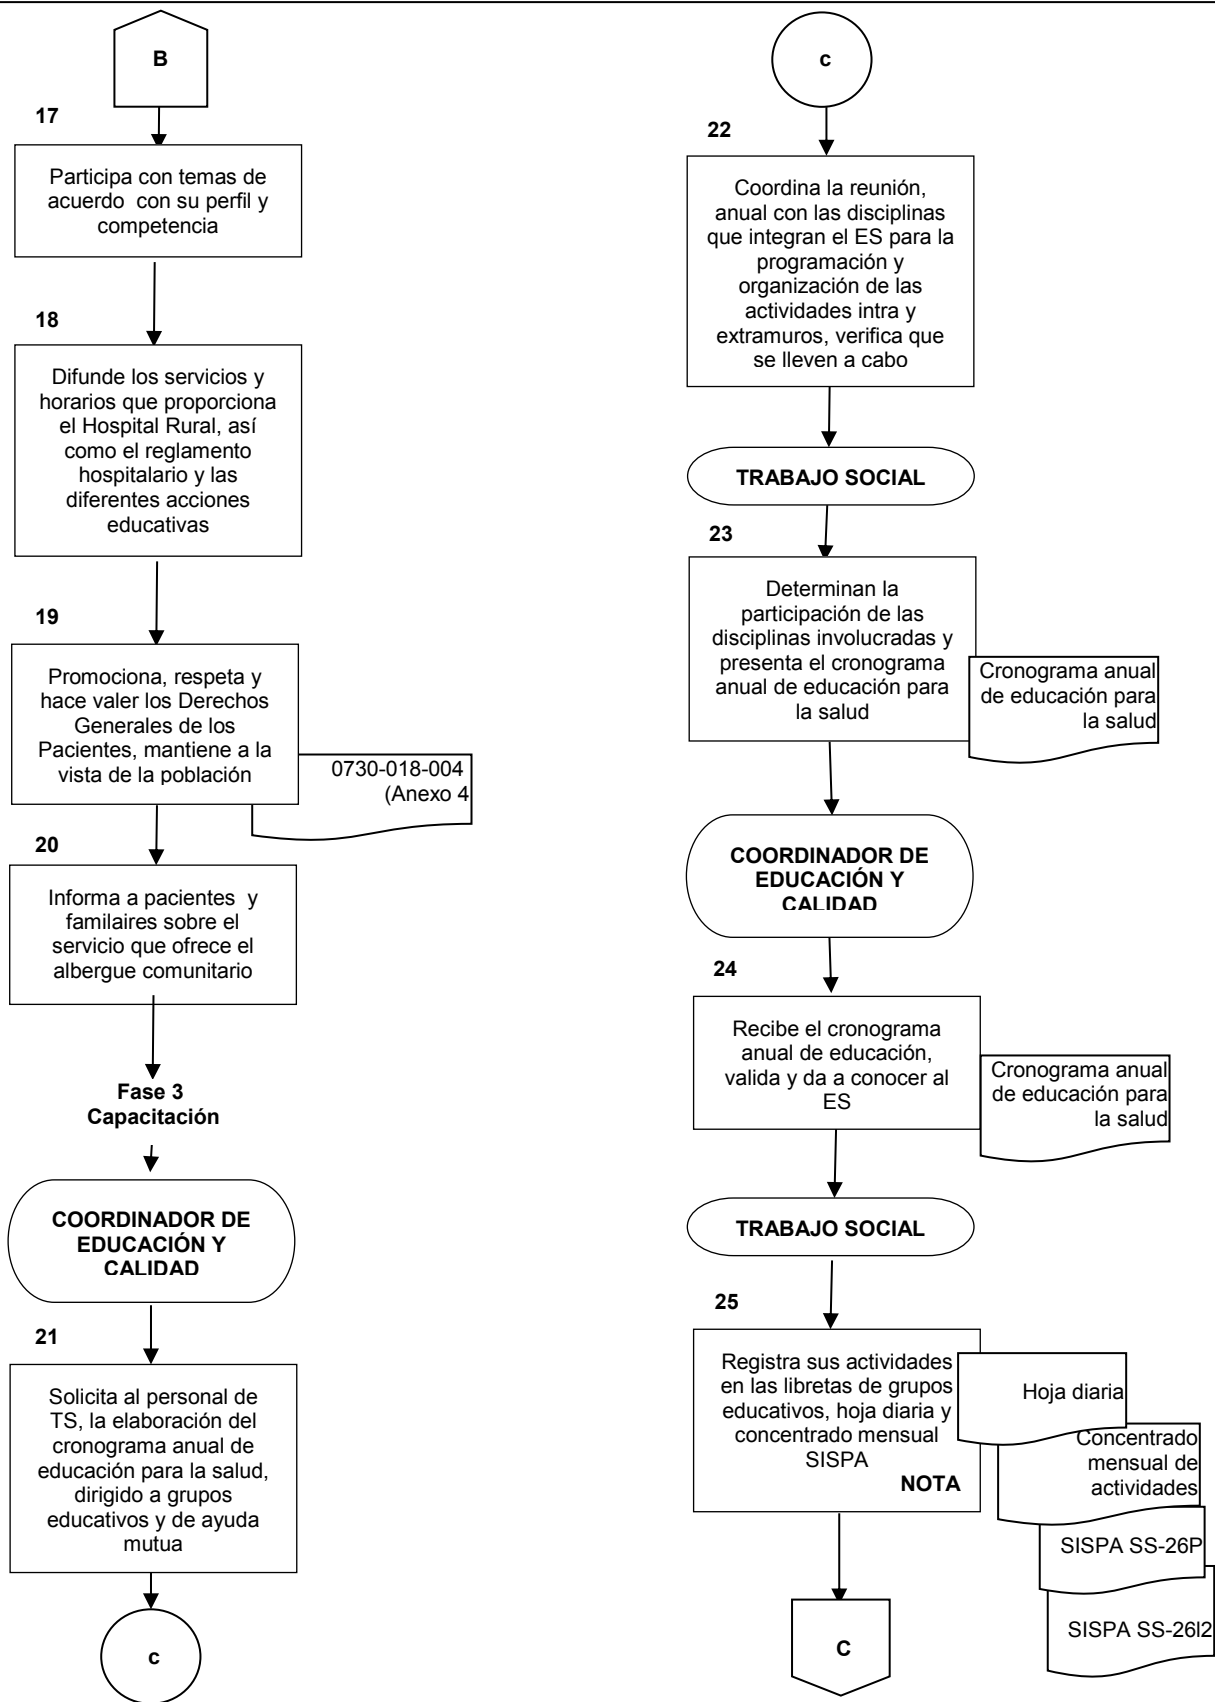 B
17
Participa con temas de
acuerdo con su perfil y
competencia
18
Difunde los servicios y
horarios que proporciona
el Hospital Rural, así
como el reglamento
hospitalario y las
diferentes acciones
educativas
19
Promociona, respeta y
hace valer los Derechos
Generales de los
Pacientes, mantiene a la
vista de la población
0730-018-004
(Anexo 4
20
Informa a pacientes y
familaires sobre el
servicio que ofrece el
albergue comunitario
Fase 3
Capacitación
COORDINADOR DE
EDUCACIÓN Y
CALIDAD
21
Solicita al personal de
TS, la elaboración del
cronograma anual de
educación para la salud,
dirigido a grupos
educativos y de ayuda
mutua
c
c
22
Coordina la reunión,
anual con las disciplinas
que integran el ES para la
programación y
organización de las
actividades intra y
extramuros, verifica que
se lleven a cabo
TRABAJO SOCIAL
23
Determinan la
participación de las
disciplinas involucradas y
presenta el cronograma
anual de educación para
la salud
Cronograma anual
de educación para
la salud
COORDINADOR DE
EDUCACIÓN Y
CALIDAD
24
Recibe el cronograma
anual de educación,
valida y da a conocer al
ES
Cronograma anual
de educación para
la salud
TRABAJO SOCIAL
25
Registra sus actividades
en las libretas de grupos
educativos, hoja diaria y
concentrado mensual
SISPA
NOTA
Hoja diaria
Concentrado
mensual de
actividades
SISPA SS-26P
SISPA SS-26I2
C